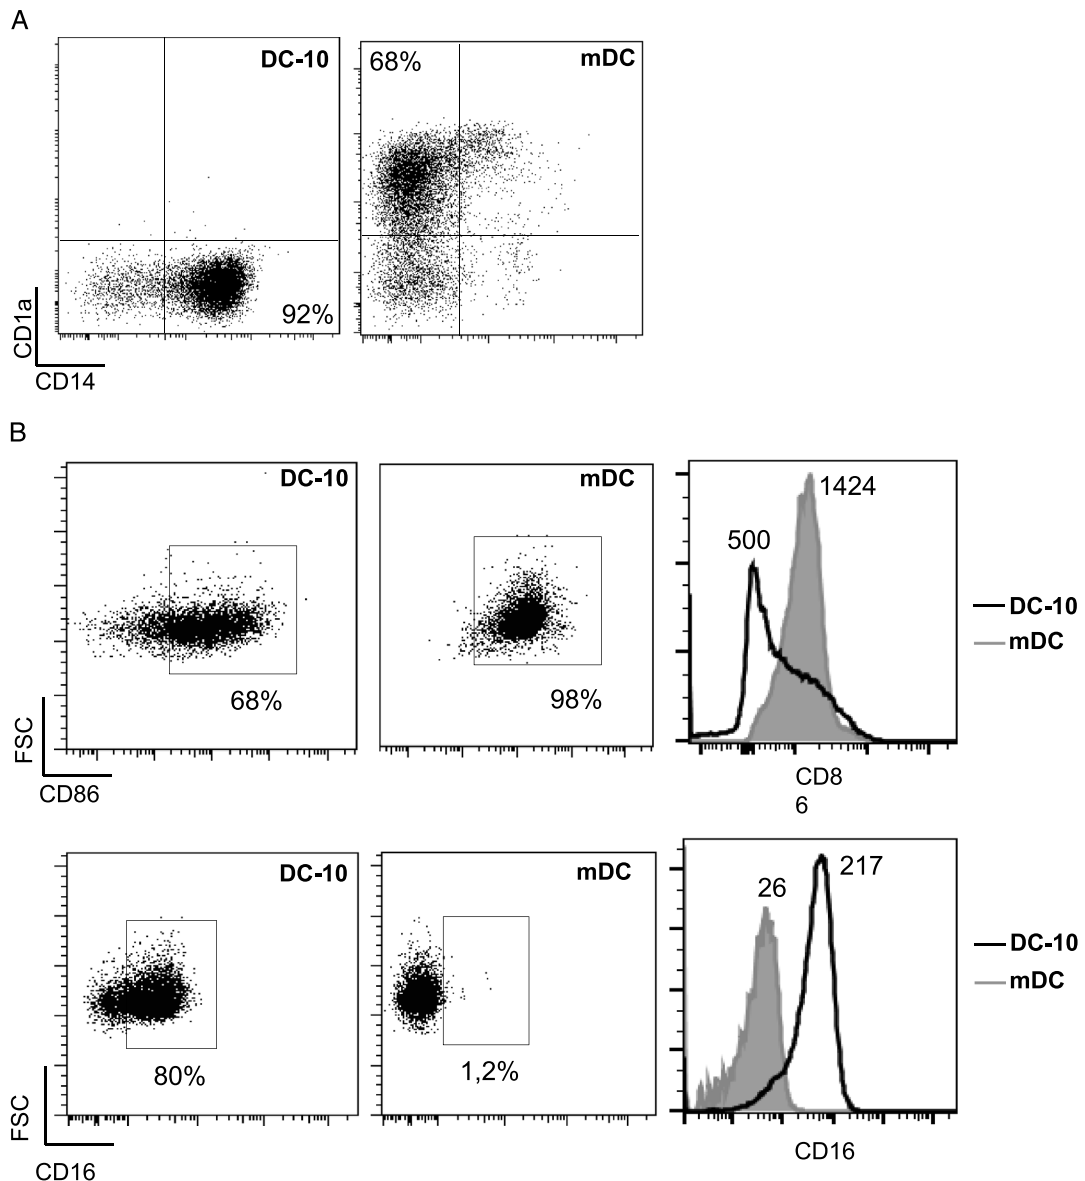 A
DC-10
68%
mDC
92%
CD1a
CD14
B
DC-10
mDC
1424
500
DC-10
mDC
68%
98%
FSC
CD86
CD8
6
DC-10
mDC
26
217
DC-10
mDC
80%
1,2%
FSC
CD16
CD16